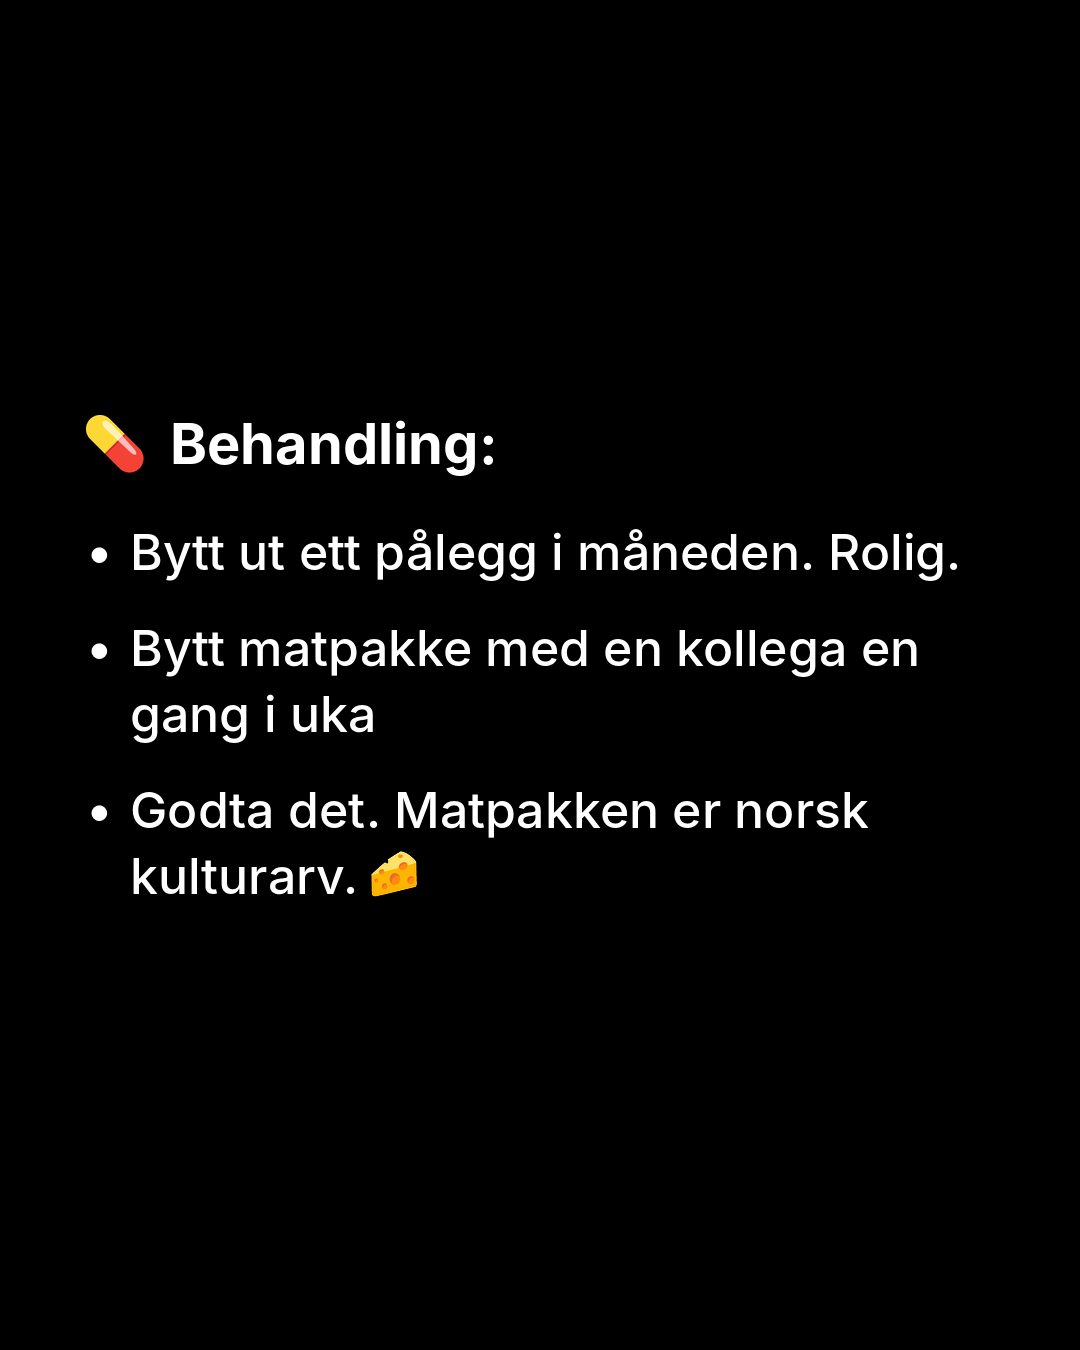 💊 Behandling:
• Bytt ut ett pålegg i måneden. Rolig.
• Bytt matpakke med en kollega en
gang i uka
• Godta det. Matpakken er norsk
kulturarv. 🧀